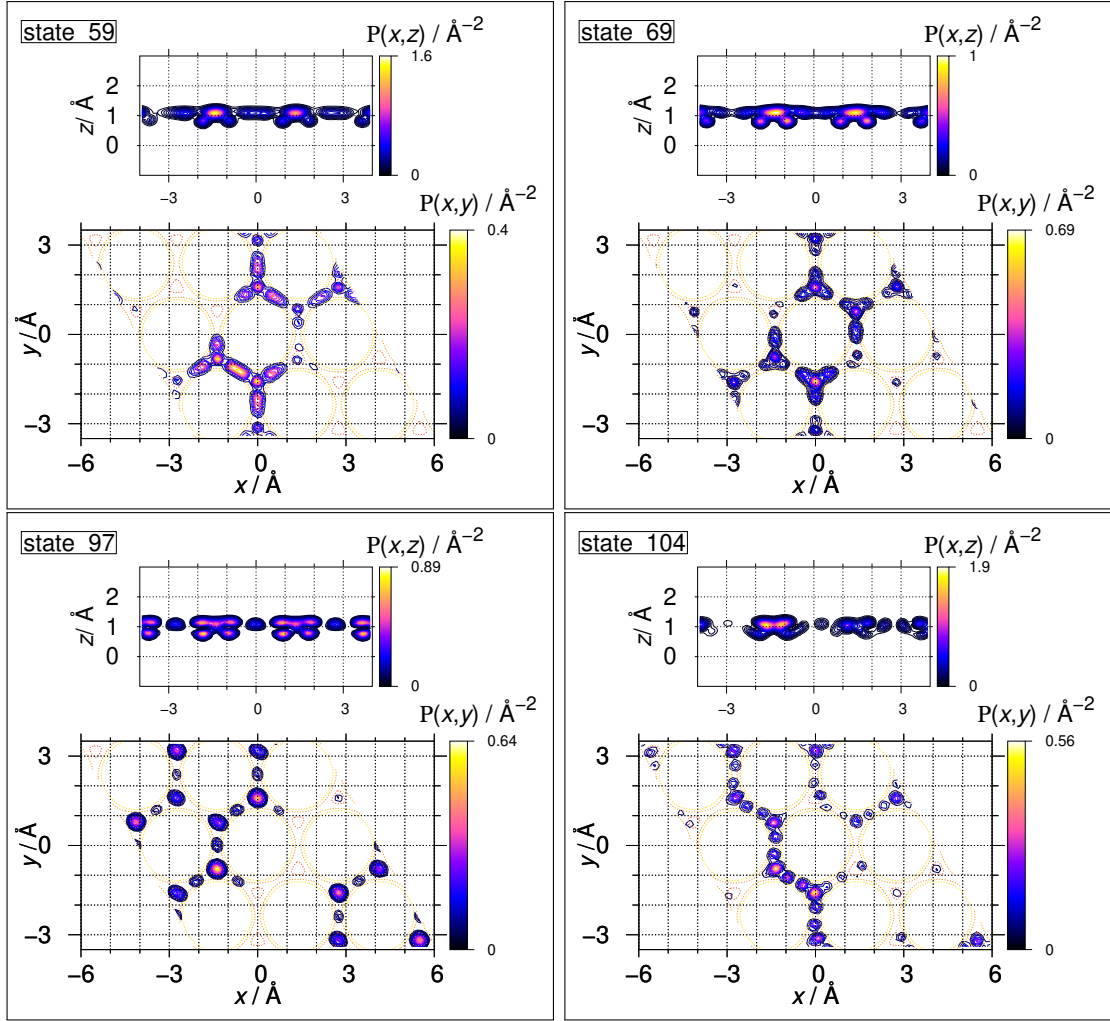 state 59
P(x,z) / Å⁻²
1.6
0
z/ Å
2
1
0
−3 0 3
P(x,y) / Å⁻²
0.4
0
y / Å
3
0
−3
−6 −3 0 3 6
x / Å
state 69
P(x,z) / Å⁻²
1
0
z/ Å
2
1
0
−3 0 3
P(x,y) / Å⁻²
0.69
0
y / Å
3
0
−3
−6 −3 0 3 6
x / Å
state 97
P(x,z) / Å⁻²
0.89
0
z/ Å
2
1
0
−3 0 3
P(x,y) / Å⁻²
0.64
0
y / Å
3
0
−3
−6 −3 0 3 6
x / Å
state 104
P(x,z) / Å⁻²
1.9
0
z/ Å
2
1
0
−3 0 3
P(x,y) / Å⁻²
0.56
0
y / Å
3
0
−3
−6 −3 0 3 6
x / Å